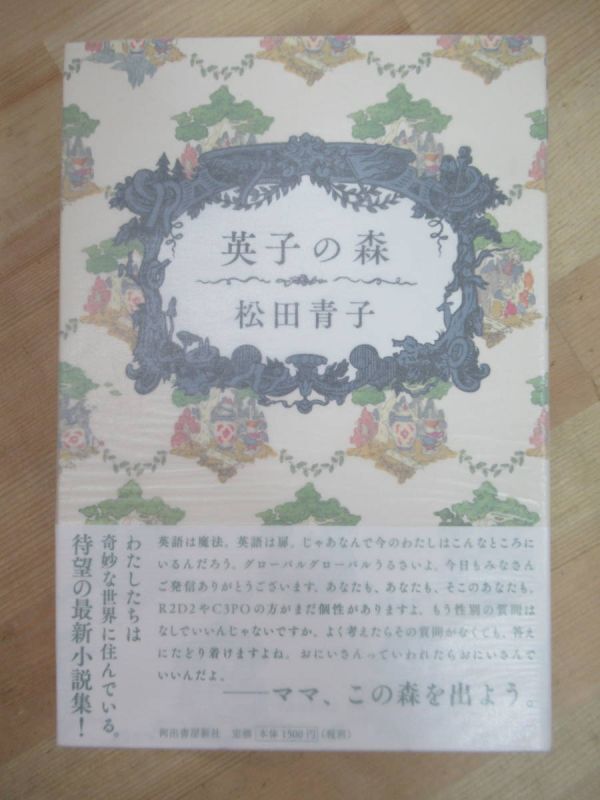 英子の森
松田青子
わたしたちは
奇妙な世界に住んでいる。
待望の最新小説集！
英語は魔法。英語は扉。じゃあなんで今のわたしはこんなところに
いるんだろう。グローバルグローバルうるさいよ。今日もみなさん
ご発信ありがとうございます。あなたも、あなたも、そこのあなたも。
R2D2やC3POの方がまだ個性がありますよ。もう性別の質問は
なしでいいんじゃないですか。よく考えたらその質問がなくても、答え
にたどり着けますよね。おにいさんっていわれたらおにいさんで
いいんだよ。
――ママ、この森を出よう。
河出書房新社 定価 本体1500円（税別）